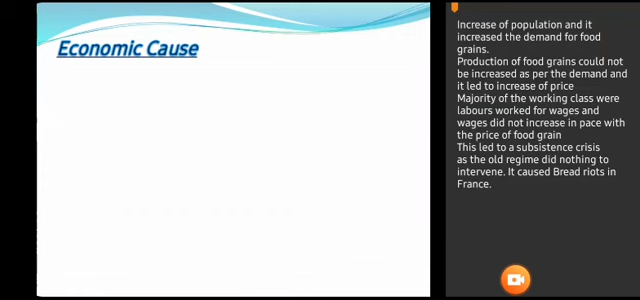 Economic Cause
Increase of population and it
increased the demand for food
grains.
Production of food grains could not
be increased as per the demand and
it led to increase of price
Majority of the working class were
labours worked for wages and
wages did not increase in pace with
the price of food grain
This led to a subsistence crisis
as the old regime did nothing to
intervene. It caused Bread riots in
France.